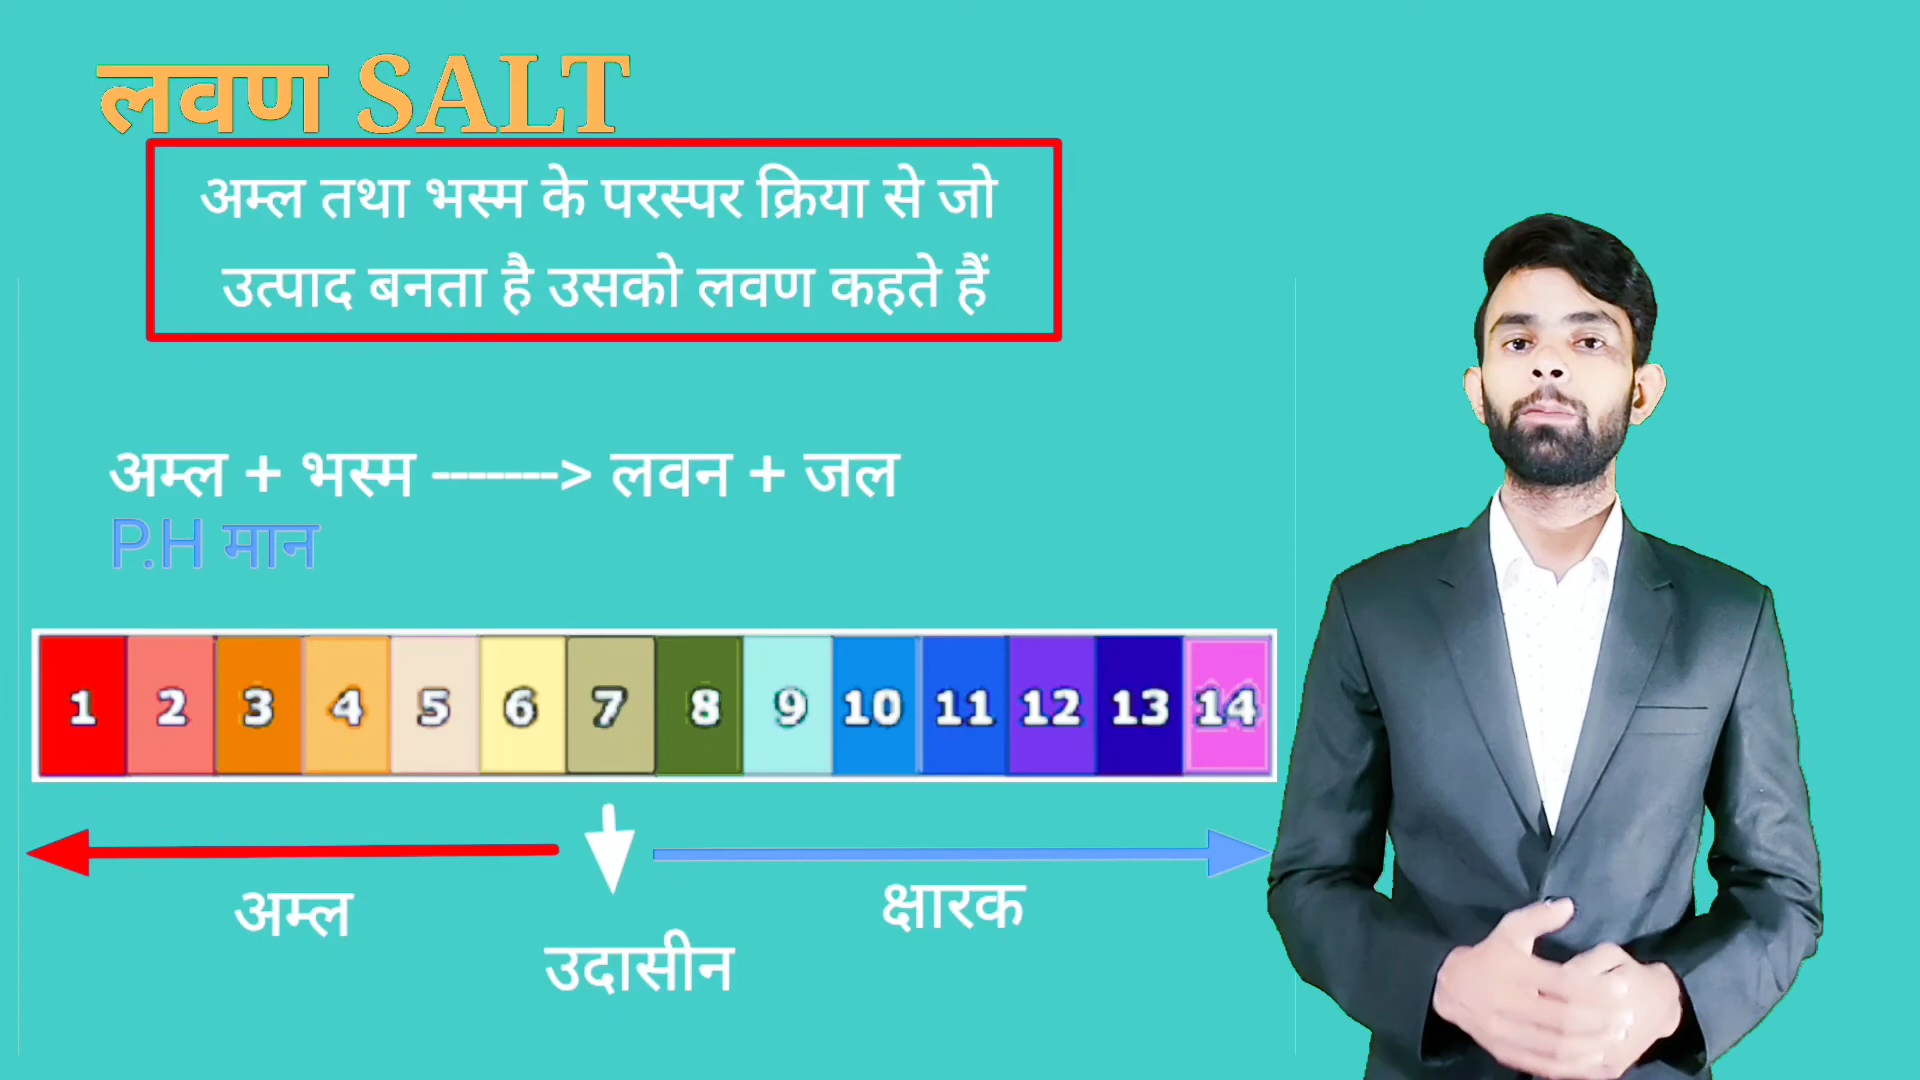 लवण SALT
अम्ल तथा भस्म के परस्पर क्रिया से जो
उत्पाद बनता है उसको लवण कहते हैं
अम्ल + भस्म -------> लवन + जल
P.H मान
1 2 3 4 5 6 7 8 9 10 11 12 13 14
अम्ल
क्षारक
उदासीन